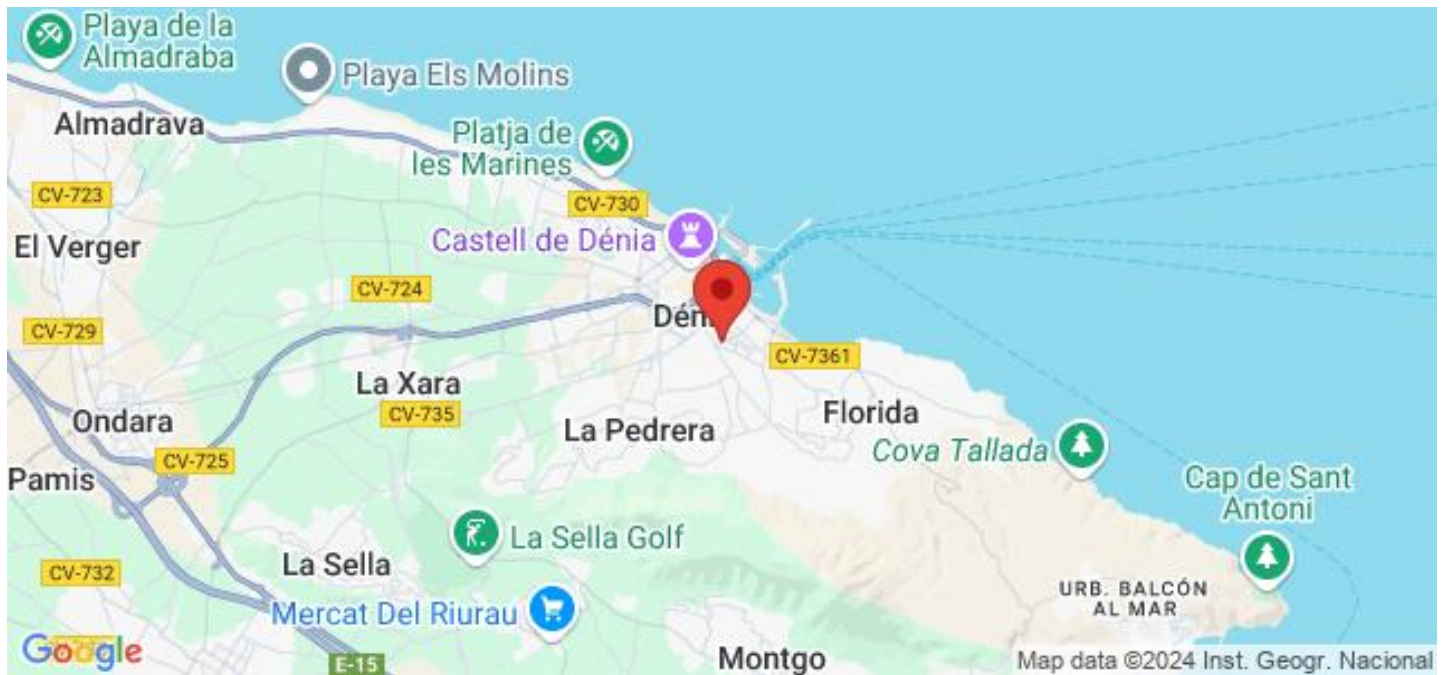 Playa de la
Almadraba
Playa Els Molins
Almadrava
Platja de
les Marines
CV-723
CV-730
El Verger
Castell de Dénia
CV-724
CV-729
CV-7361
La Xara
CV-735
Ondara
La Pedrera
Florida
Cova Tallada
CV-725
Pamis
Cap de Sant
Antoni
La Sella Golf
La Sella
CV-732
URB. BALCÓN
AL MAR
Mercat Del Riurau
Google
E-15
Montgo
Map data ©2024 Inst. Geogr. Nacional